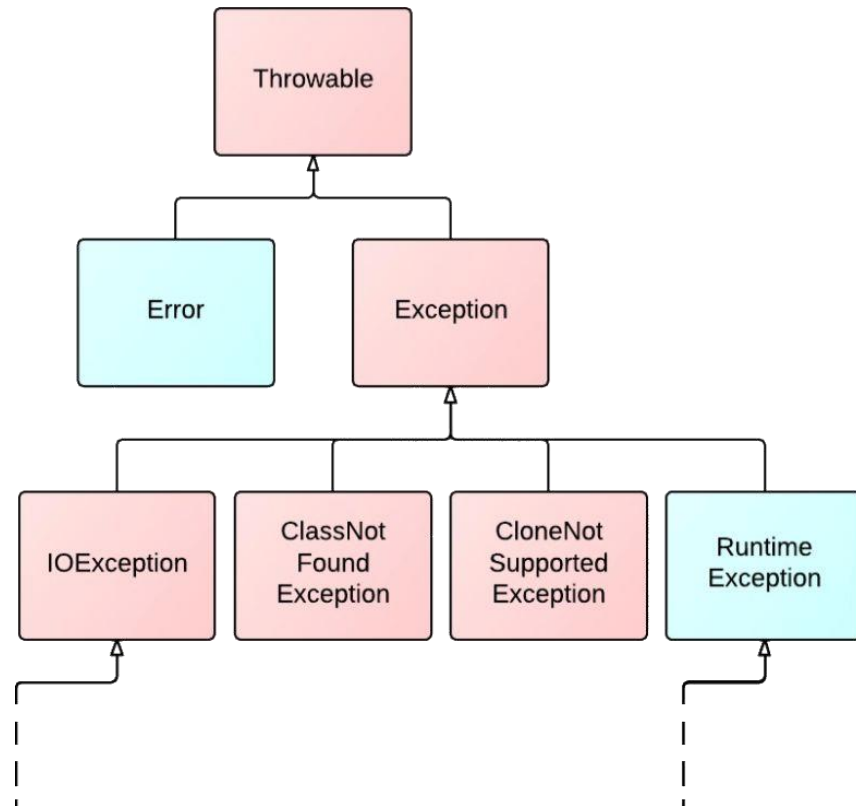 Throwable
Error
Exception
IOException
ClassNot
Found
Exception
CloneNot
Supported
Exception
Runtime
Exception